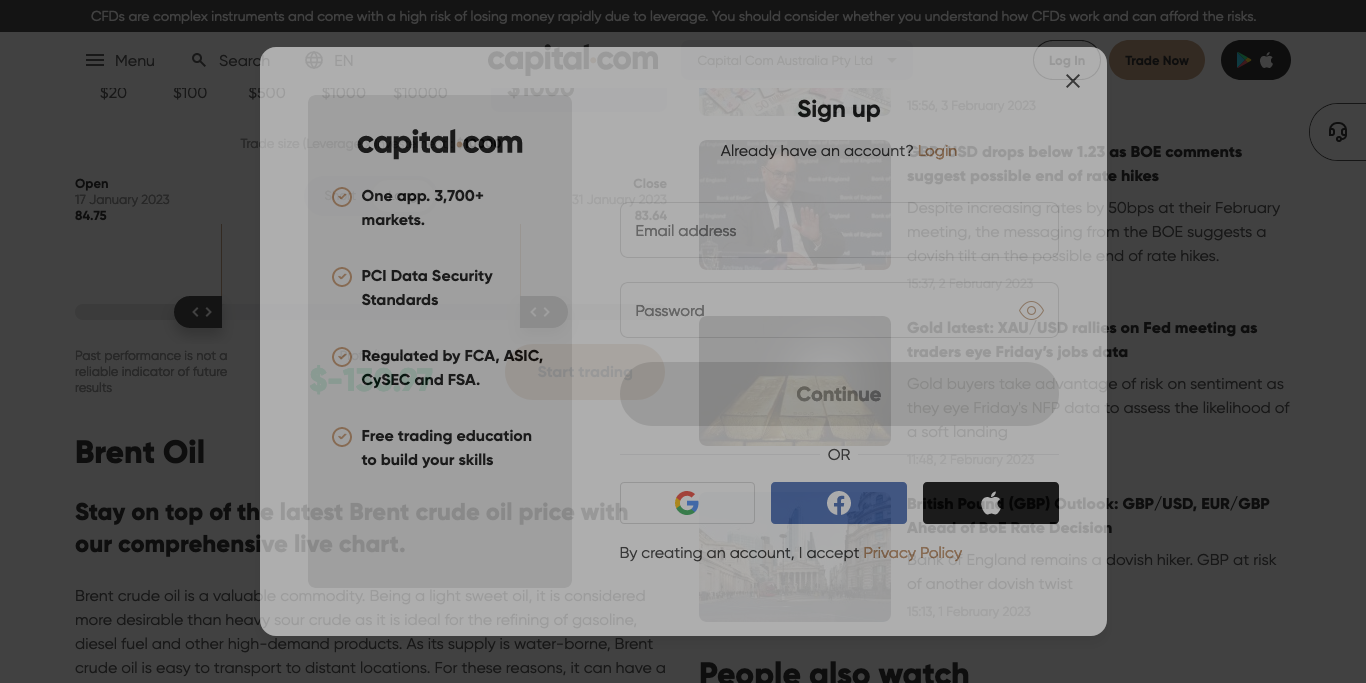 CFDs are complex instruments and come with a high risk of losing money rapidly due to leverage. You should consider whether you understand how CFDs work and can afford the risks.
Menu
Search
EN
capital.com
Capital Com Australia Pty Ltd
Log In
Trade Now
$20
$100
$500
$1000
$10000
$1000
Trade size (Leverage
Open
17 January 2023
84.75
Close
31 January 2023
83.64
Past performance is not a
reliable indicator of future
results
Start trading
Brent Oil
Stay on top of the latest Brent crude oil price with
our comprehensive live chart.
Brent crude oil is a valuable commodity. Being a light sweet oil, it is considered
more desirable than heavy sour crude as it is ideal for the refining of gasoline,
diesel fuel and other high-demand products. As its supply is water-borne, Brent
crude oil is easy to transport to distant locations. For these reasons, it can have a
capital.com
One app. 3,700+
markets.
PCI Data Security
Standards
Regulated by FCA, ASIC,
CySEC and FSA.
Free trading education
to build your skills
Sign up
Already have an account? Login
Email address
Password
Continue
OR
By creating an account, I accept Privacy Policy
15:56, 3 February 2023
GBP/USD drops below 1.23 as BOE comments
suggest possible end of rate hikes
Despite increasing rates by 50bps at their February
meeting, the messaging from the BOE suggests a
dovish tilt an the possible end of rate hikes.
15:37, 2 February 2023
Gold latest: XAU/USD rallies on Fed meeting as
traders eye Friday's jobs data
Gold buyers take advantage of risk on sentiment as
they eye Friday's NFP data to assess the likelihood of
a soft landing
11:48, 2 February 2023
British Pound (GBP) Outlook: GBP/USD, EUR/GBP
Ahead of BoE Rate Decision
Bank of England remains a dovish hiker. GBP at risk
of another dovish twist
15:13, 1 February 2023
People also watch